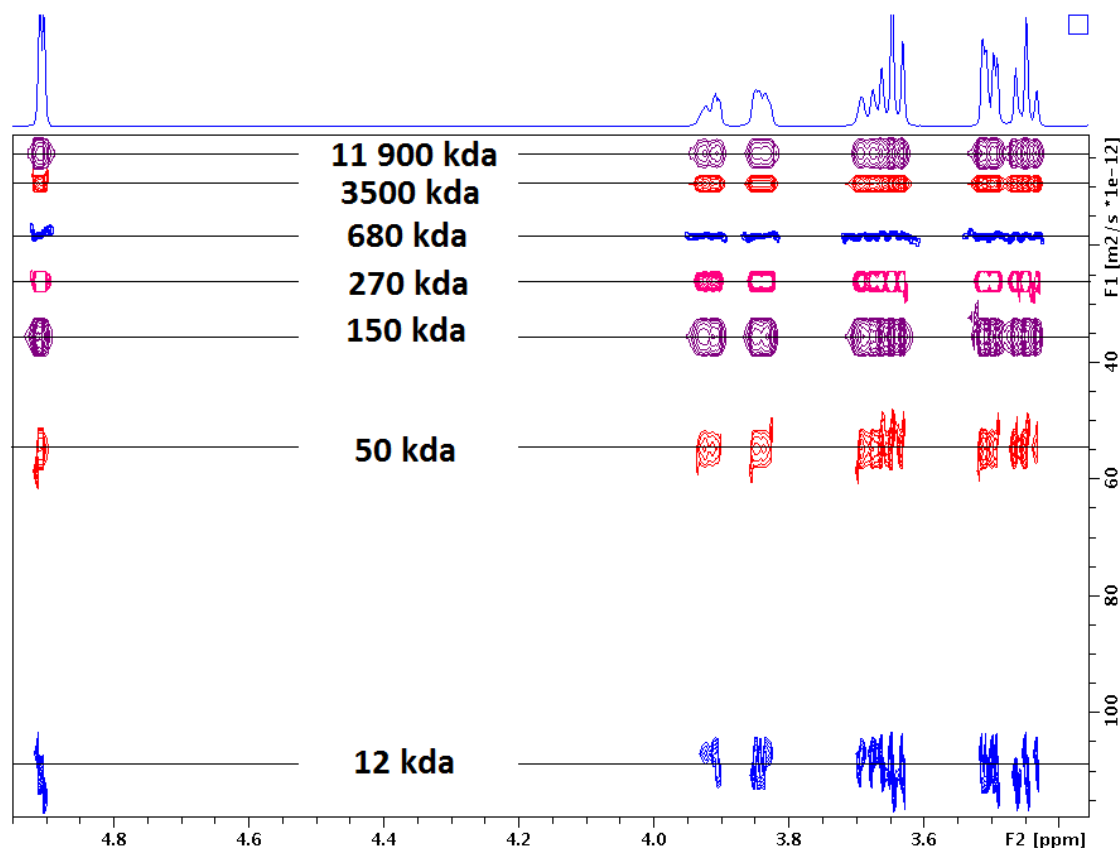 11 900 kda
3500 kda
680 kda
270 kda
150 kda
50 kda
12 kda
F1 [m2/s *1e-12]
40
60
80
100
4.8 4.6 4.4 4.2 4.0 3.8 3.6 F2 [ppm]